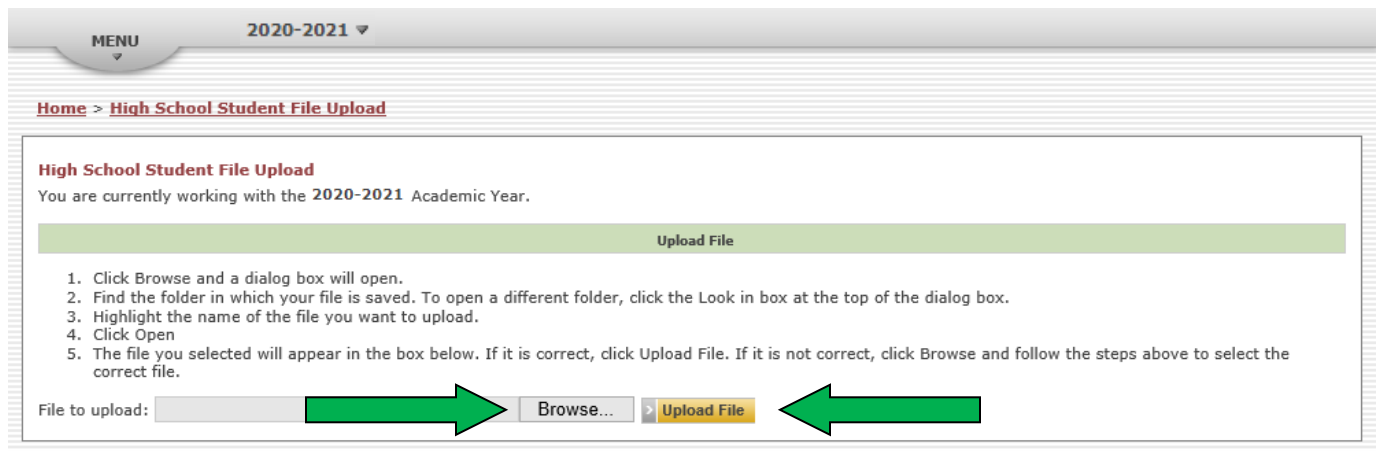 MENU
2020-2021
Home > High School Student File Upload
High School Student File Upload
You are currently working with the 2020-2021 Academic Year.
Upload File
1. Click Browse and a dialog box will open.
2. Find the folder in which your file is saved. To open a different folder, click the Look in box at the top of the dialog box.
3. Highlight the name of the file you want to upload.
4. Click Open
5. The file you selected will appear in the box below. If it is correct, click Upload File. If it is not correct, click Browse and follow the steps above to select the
correct file.
File to upload: Browse... Upload File